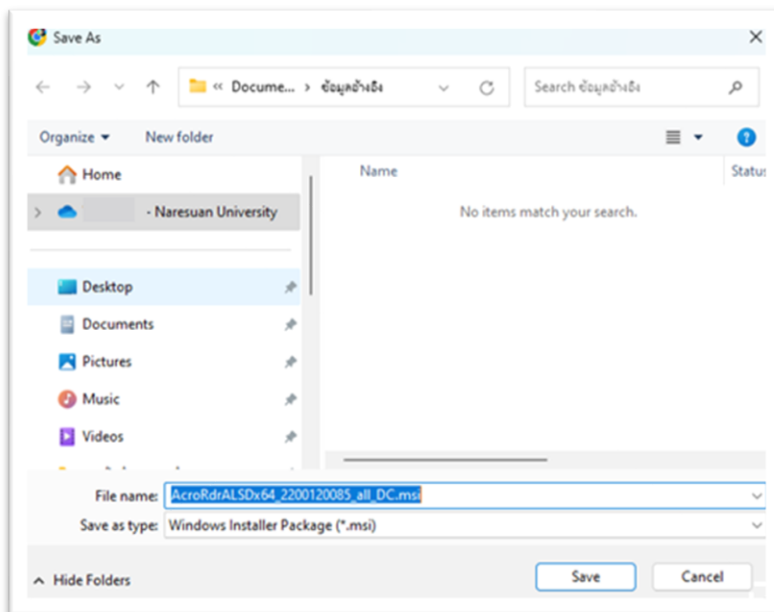 Save As
« Docume... › ข้อมูลอ้างอิง
Search ข้อมูลอ้างอิง
Organize
New folder
Home
Name
Status
- Naresuan University
No items match your search.
Desktop
Documents
Pictures
Music
Videos
File name: AcroRdrALSDx64_2200120085_all_DC.msi
Save as type: Windows Installer Package (*.msi)
Hide Folders
Save
Cancel